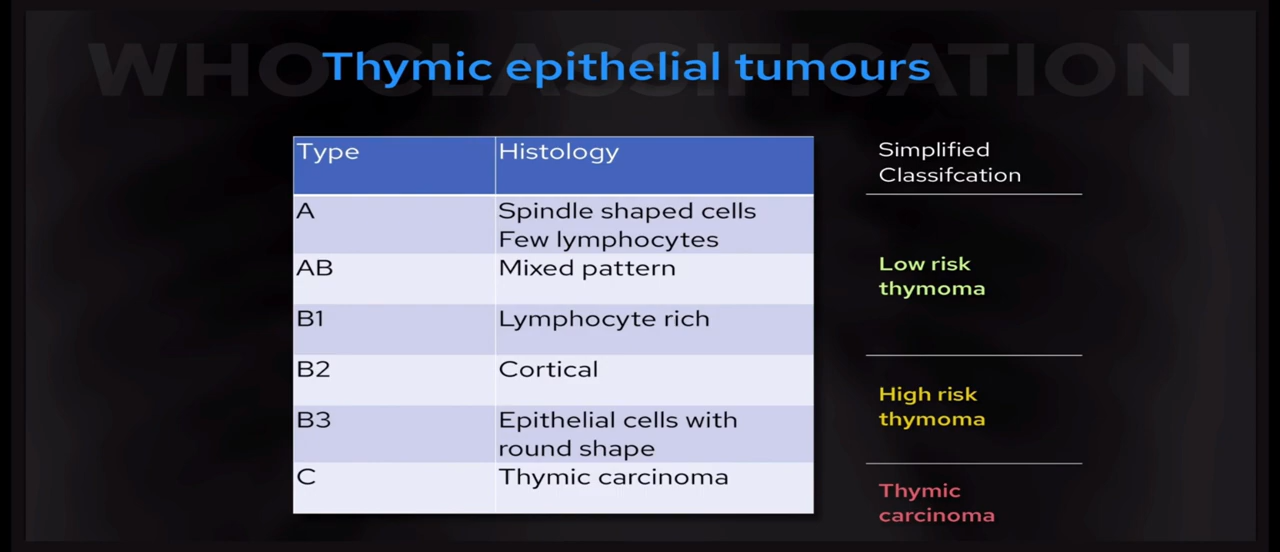 WHO CLASSIFICATION
Thymic epithelial tumours
Type Histology
A Spindle shaped cells
Few lymphocytes
AB Mixed pattern
B1 Lymphocyte rich
B2 Cortical
B3 Epithelial cells with
round shape
C Thymic carcinoma
Simplified
Classifcation
Low risk
thymoma
High risk
thymoma
Thymic
carcinoma